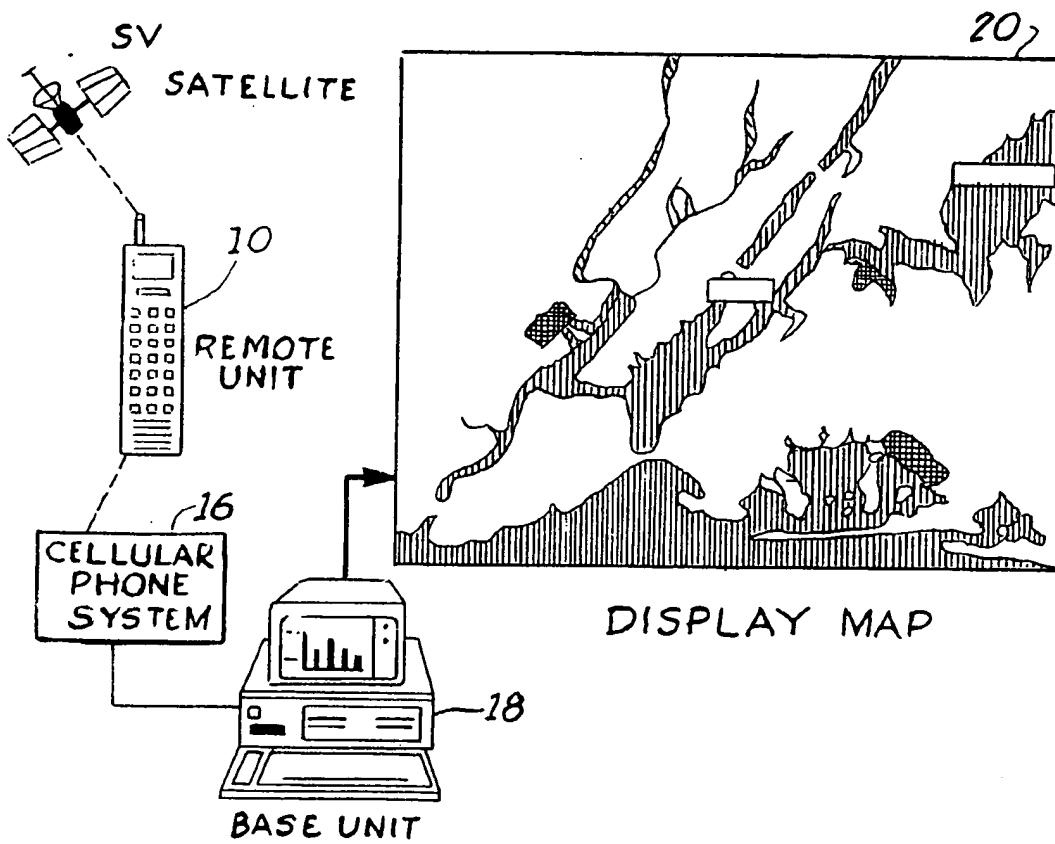 SV
SATELLITE
20
10
REMOTE
UNIT
16
CELLULAR
PHONE
SYSTEM
DISPLAY MAP
18
BASE UNIT